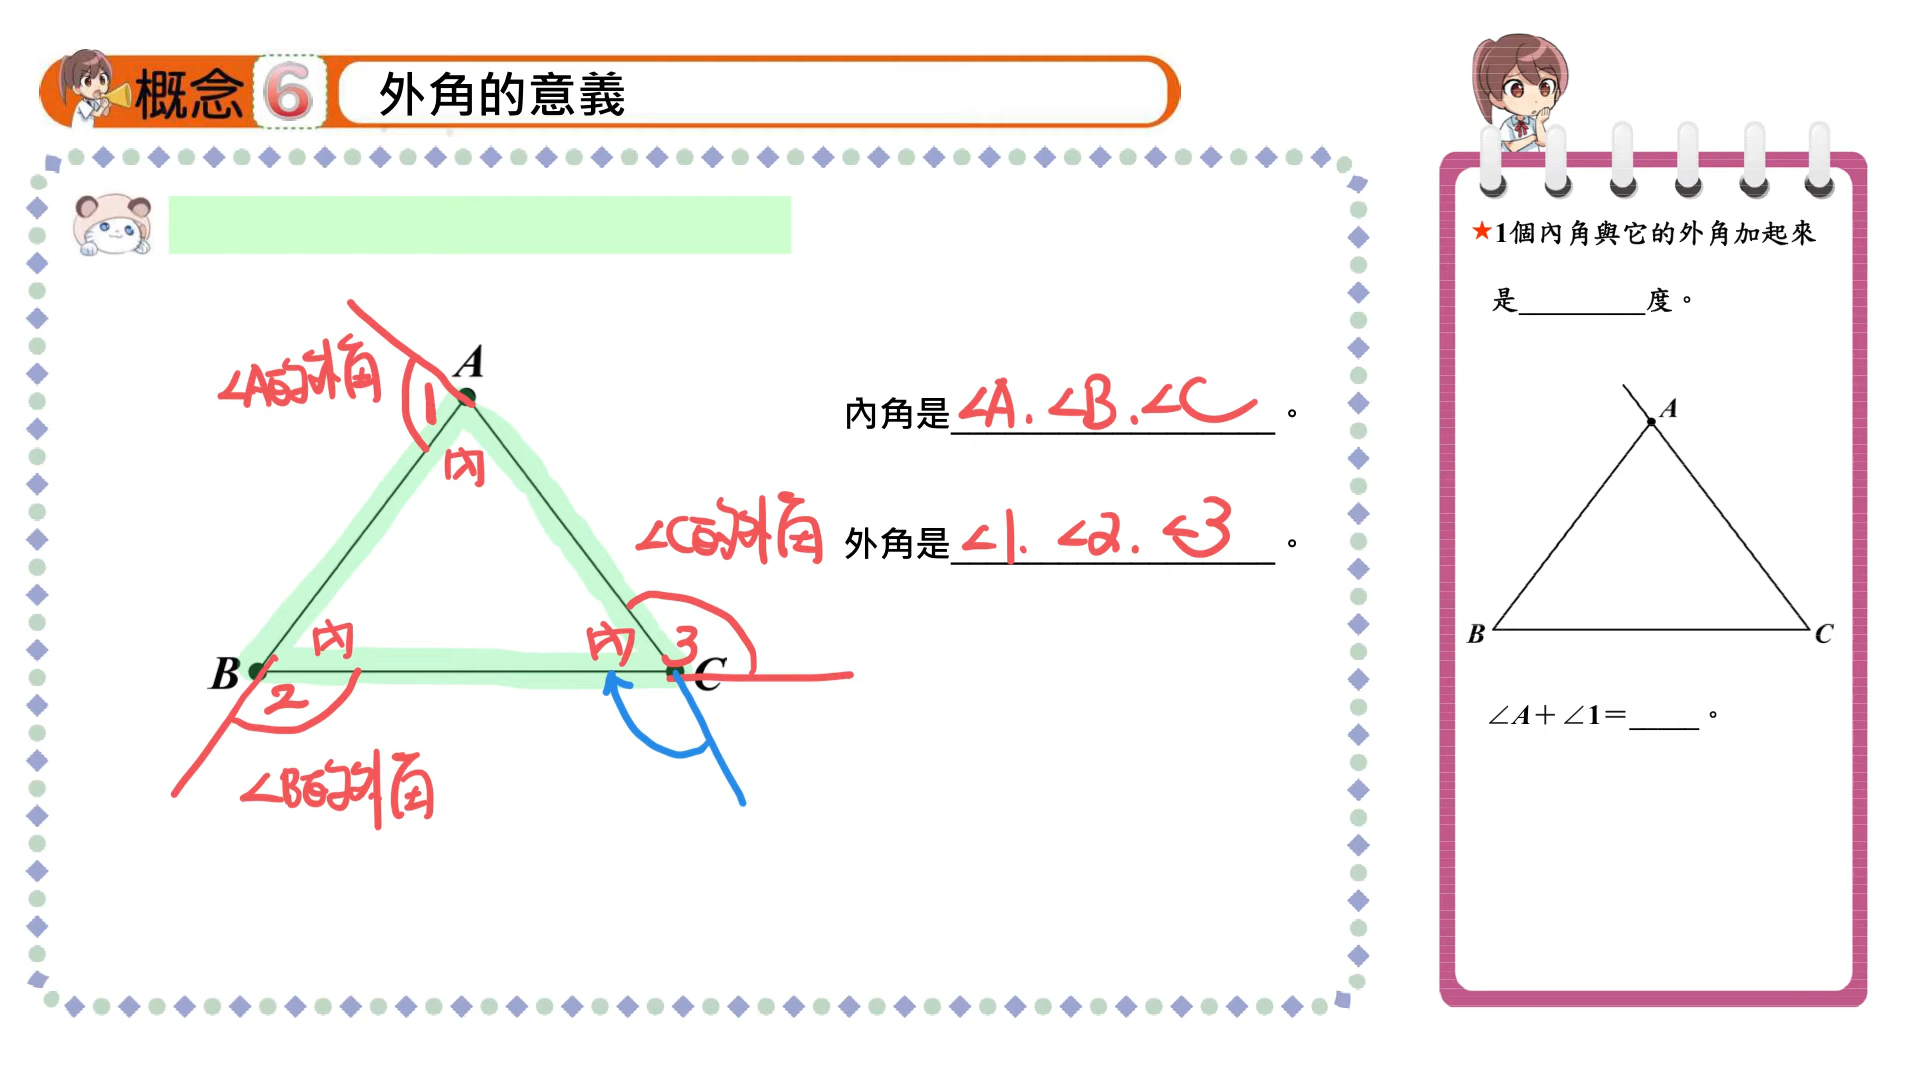 概念 6 外角的意義
∠A的外角
A
1
內
內角是∠A.∠B.∠C。
∠C的外角
外角是∠1.∠2.∠3。
內
內
3
B
C
2
∠B的外角
★1個內角與它的外角加起來
是_________度。
A
B
C
∠A+∠1=_____。